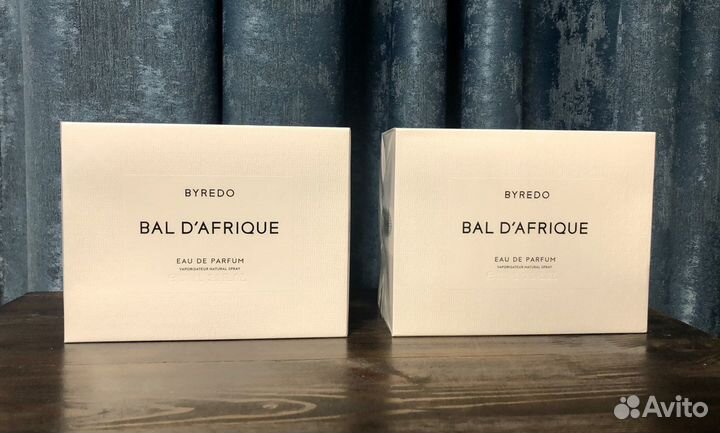 BYREDO
BAL D'AFRIQUE
EAU DE PARFUM
VAPORISATEUR NATURAL SPRAY
BYREDO
BAL D'AFRIQUE
EAU DE PARFUM
VAPORISATEUR NATURAL SPRAY
Avito